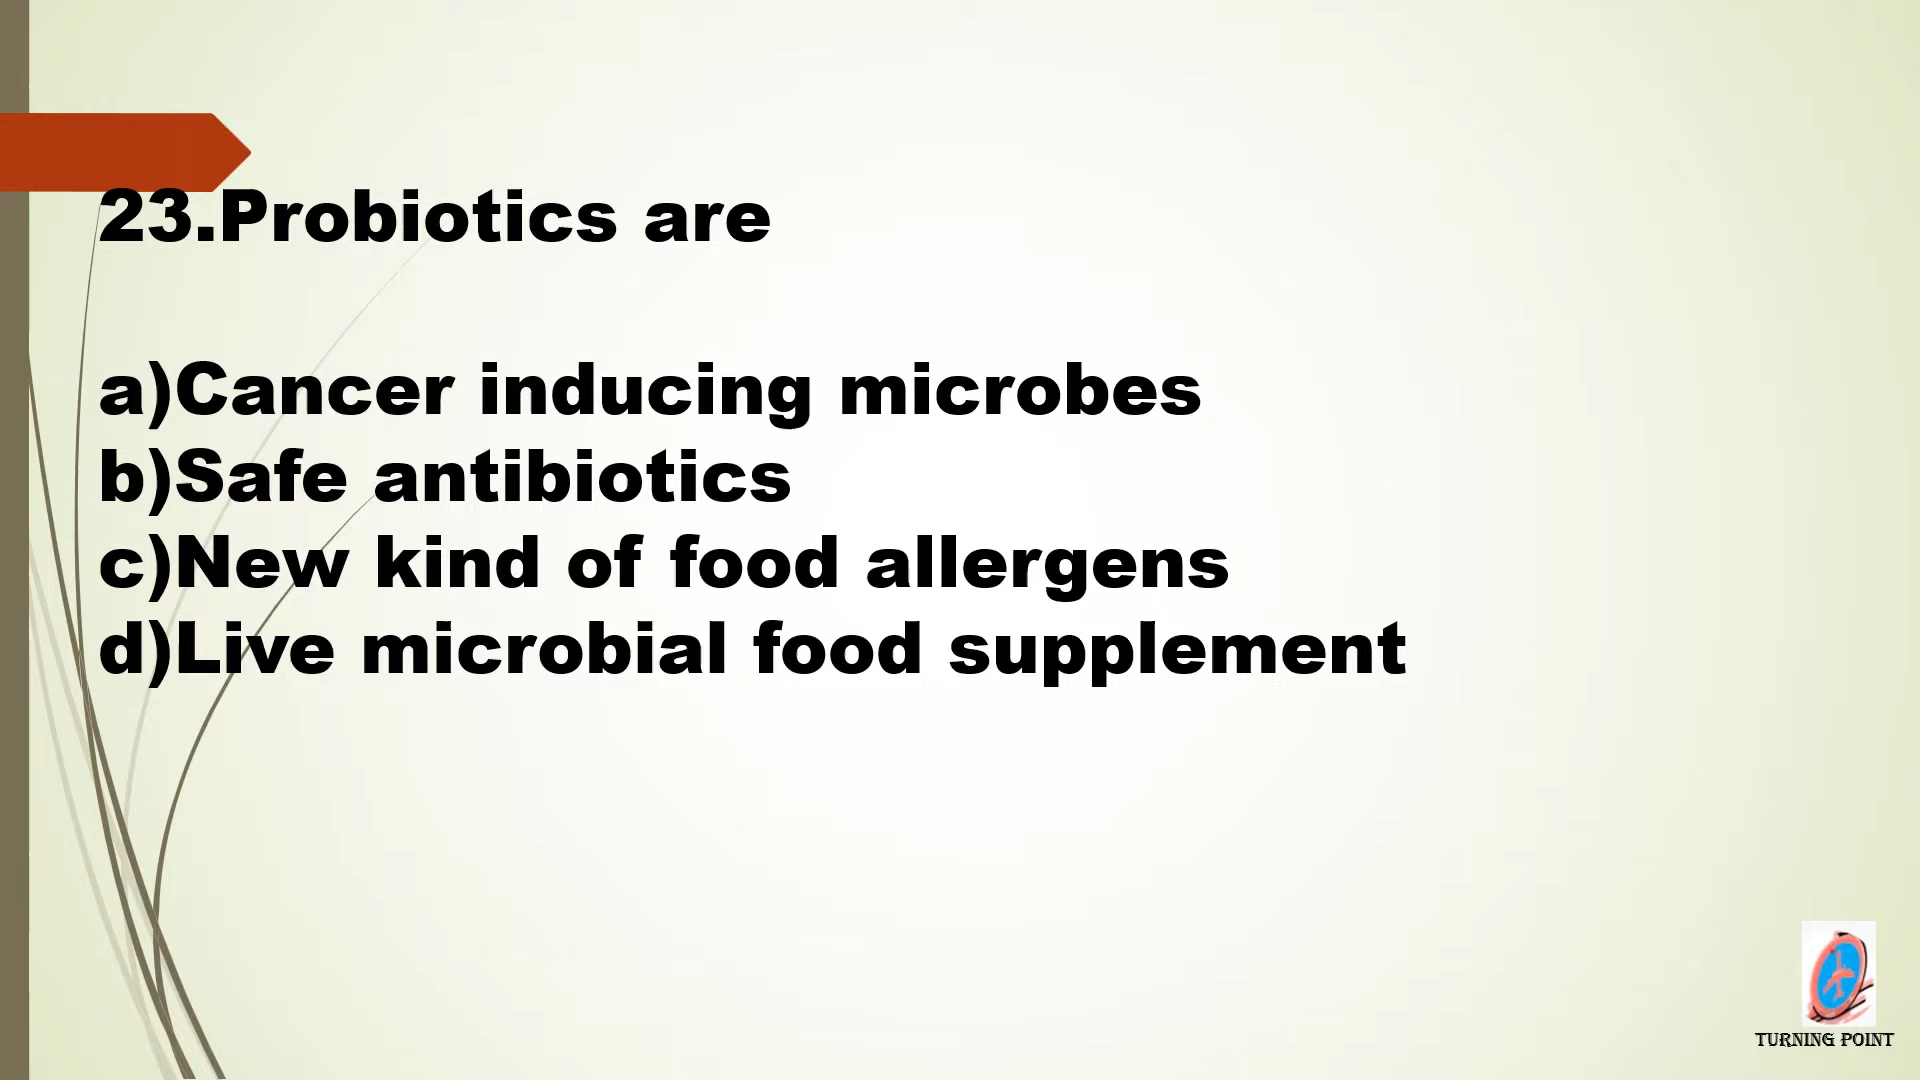 23.Probiotics are
a)Cancer inducing microbes
b)Safe antibiotics
c)New kind of food allergens
d)Live microbial food supplement
TURNING POINT